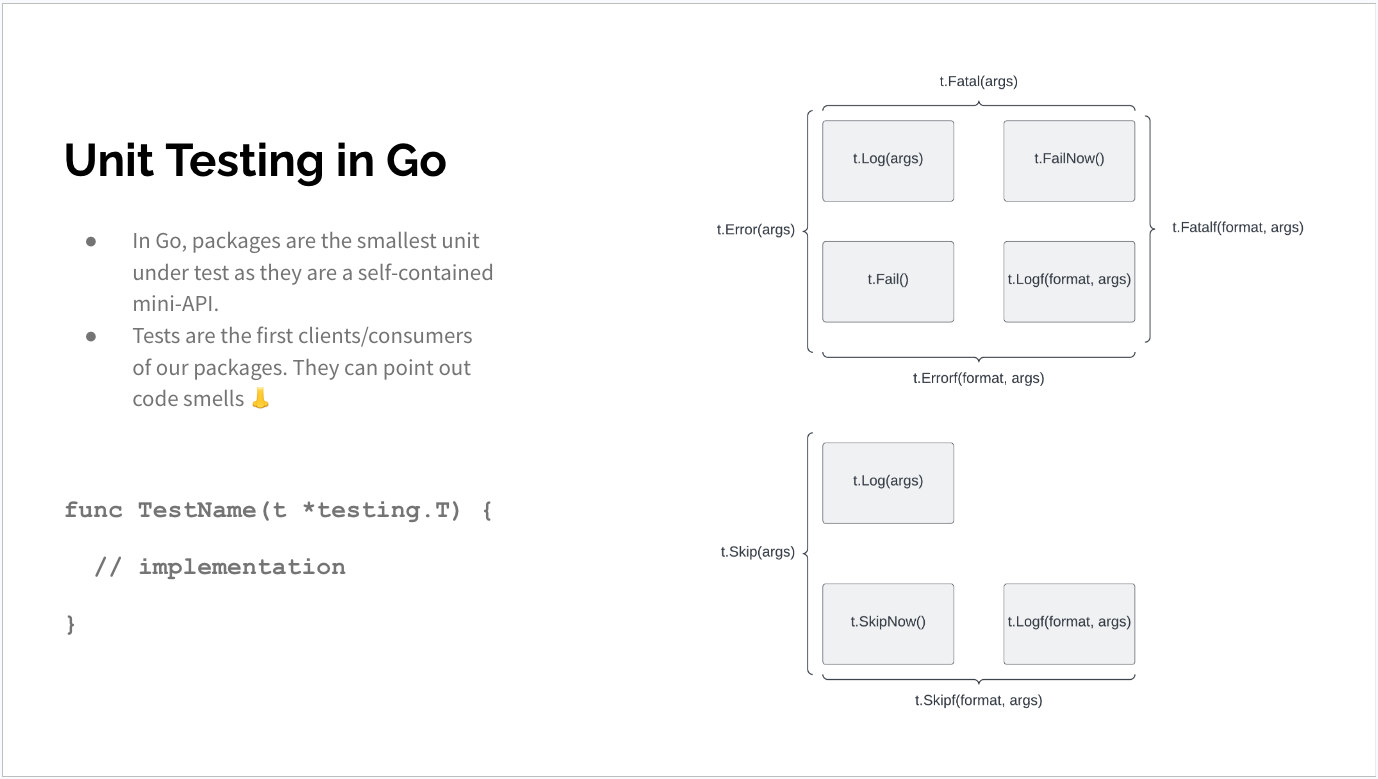 Unit Testing in Go
● In Go, packages are the smallest unit
under test as they are a self-contained
mini-API.
● Tests are the first clients/consumers
of our packages. They can point out
code smells 👃
func TestName(t *testing.T) {
// implementation
}
t.Fatal(args)
t.Log(args)
t.FailNow()
t.Error(args)
t.Fatalf(format, args)
t.Fail()
t.Logf(format, args)
t.Errorf(format, args)
t.Log(args)
t.Skip(args)
t.SkipNow()
t.Logf(format, args)
t.Skipf(format, args)